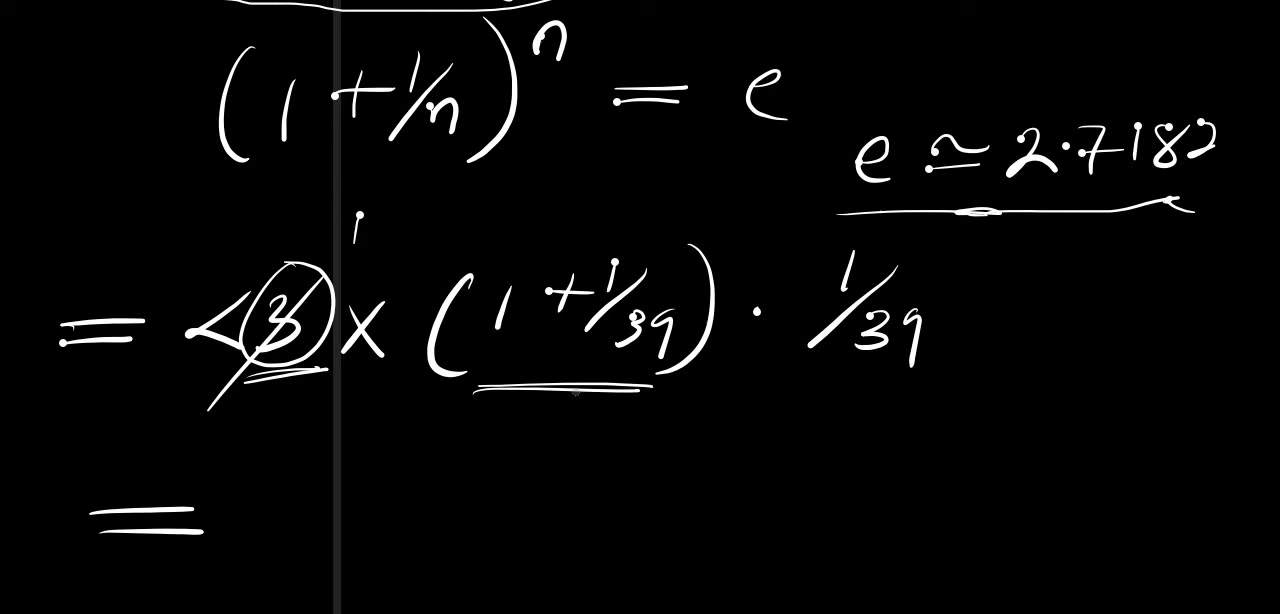 (1 + 1/n)^n = e
e ≃ 2.7182
= <3 × (1 + 1/39) · 1/39
=